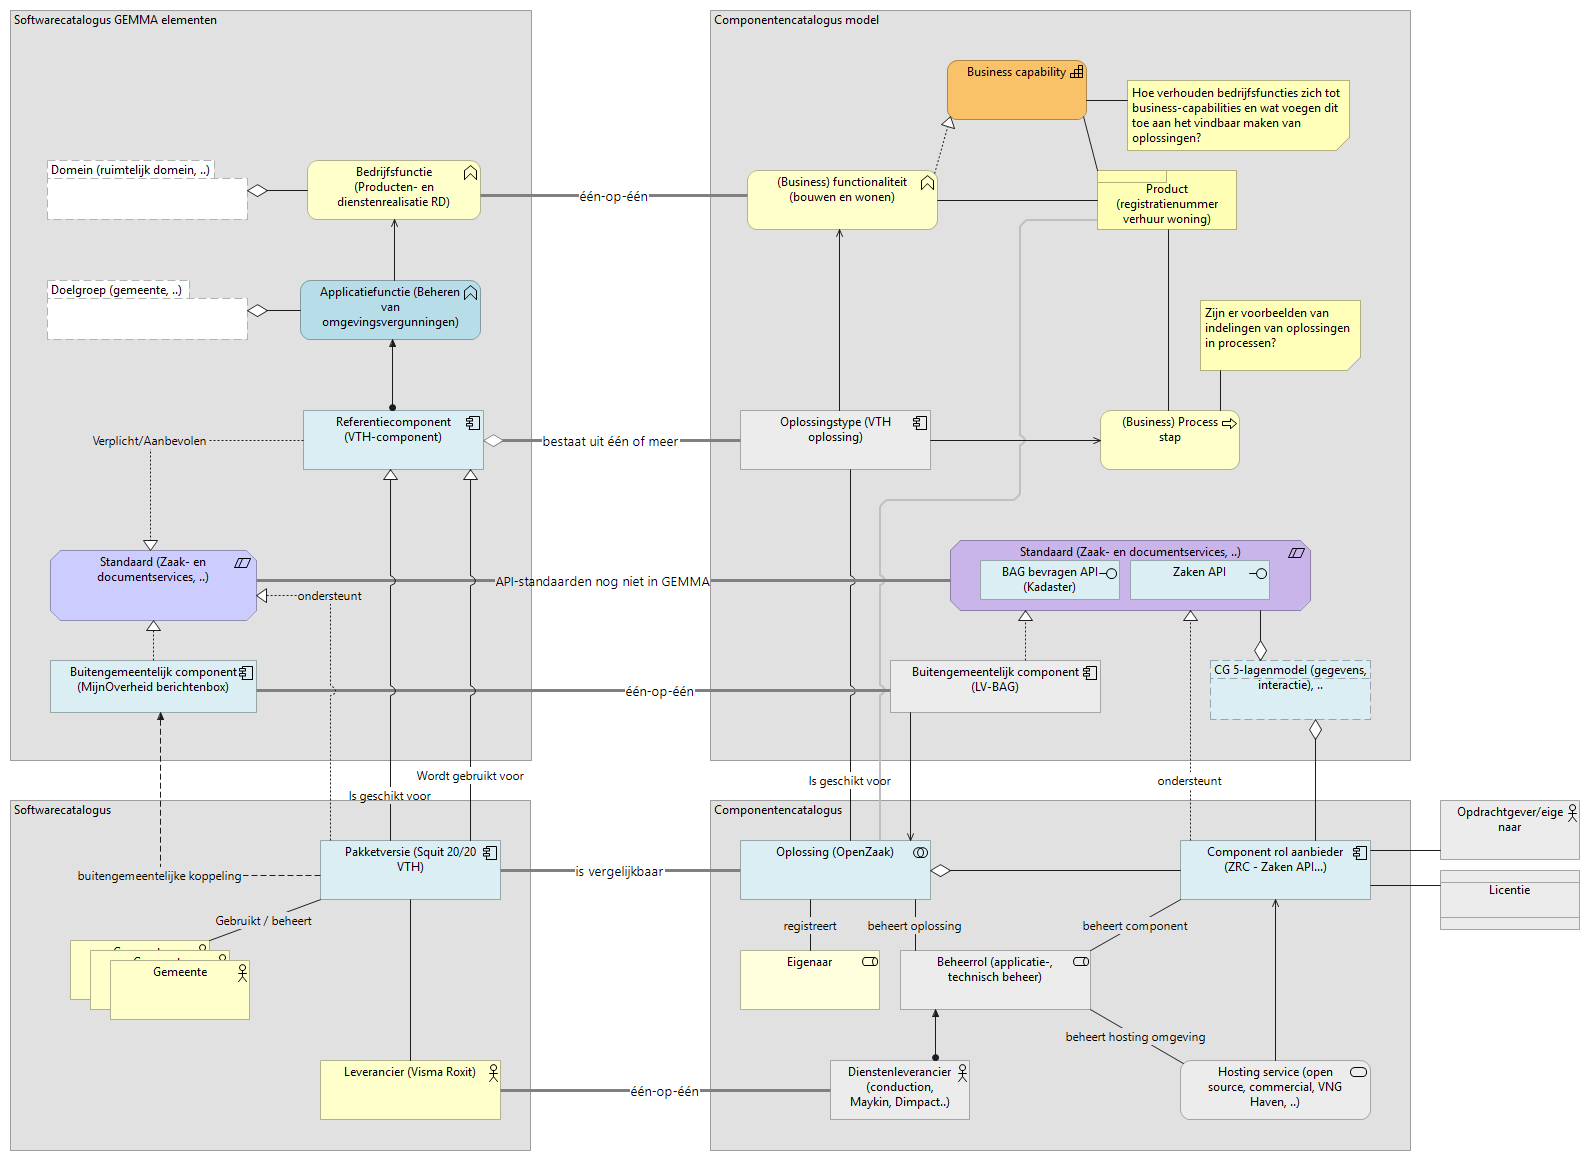 Softwarecatalogus GEMMA elementen
Domein (ruimtelijk domein, ..)
Bedrijfsfunctie
(Producten- en
dienstenrealisatie RD)
Doelgroep (gemeente, ..)
Applicatiefunctie (Beheren
van
omgevingsvergunningen)
Referentiecomponent
(VTH-component)
Verplicht/Aanbevolen
Standaard (Zaak- en
documentservices, ..)
ondersteunt
Buitengemeentelijk component
(MijnOverheid berichtenbox)
één-op-één
bestaat uit één of meer
API-standaarden nog niet in GEMMA
één-op-één
Componentencatalogus model
Business capability
Hoe verhouden bedrijfsfuncties zich tot
business-capabilities en wat voegen dit
toe aan het vindbaar maken van
oplossingen?
(Business) functionaliteit
(bouwen en wonen)
Product
(registratienummer
verhuur woning)
Zijn er voorbeelden van
indelingen van oplossingen
in processen?
Oplossingstype (VTH
oplossing)
(Business) Process
stap
Standaard (Zaak- en documentservices, ..)
BAG bevragen API
(Kadaster)
Zaken API
Buitengemeentelijk component
(LV-BAG)
CG 5-lagenmodel (gegevens,
interactie), ..
Wordt gebruikt voor
Is geschikt voor
Is geschikt voor
ondersteunt
Softwarecatalogus
Pakketversie (Squit 20/20
VTH)
buitengemeentelijke koppeling
Gebruikt / beheert
Gemeente
Leverancier (Visma Roxit)
is vergelijkbaar
één-op-één
Componentencatalogus
Oplossing (OpenZaak)
Component rol aanbieder
(ZRC - Zaken API...)
Opdrachtgever/eige
naar
Licentie
registreert
beheert oplossing
beheert component
Eigenaar
Beheerrol (applicatie-,
technisch beheer)
beheert hosting omgeving
Dienstenleverancier
(conduction,
Maykin, Dimpact..)
Hosting service (open
source, commercial, VNG
Haven, ..)